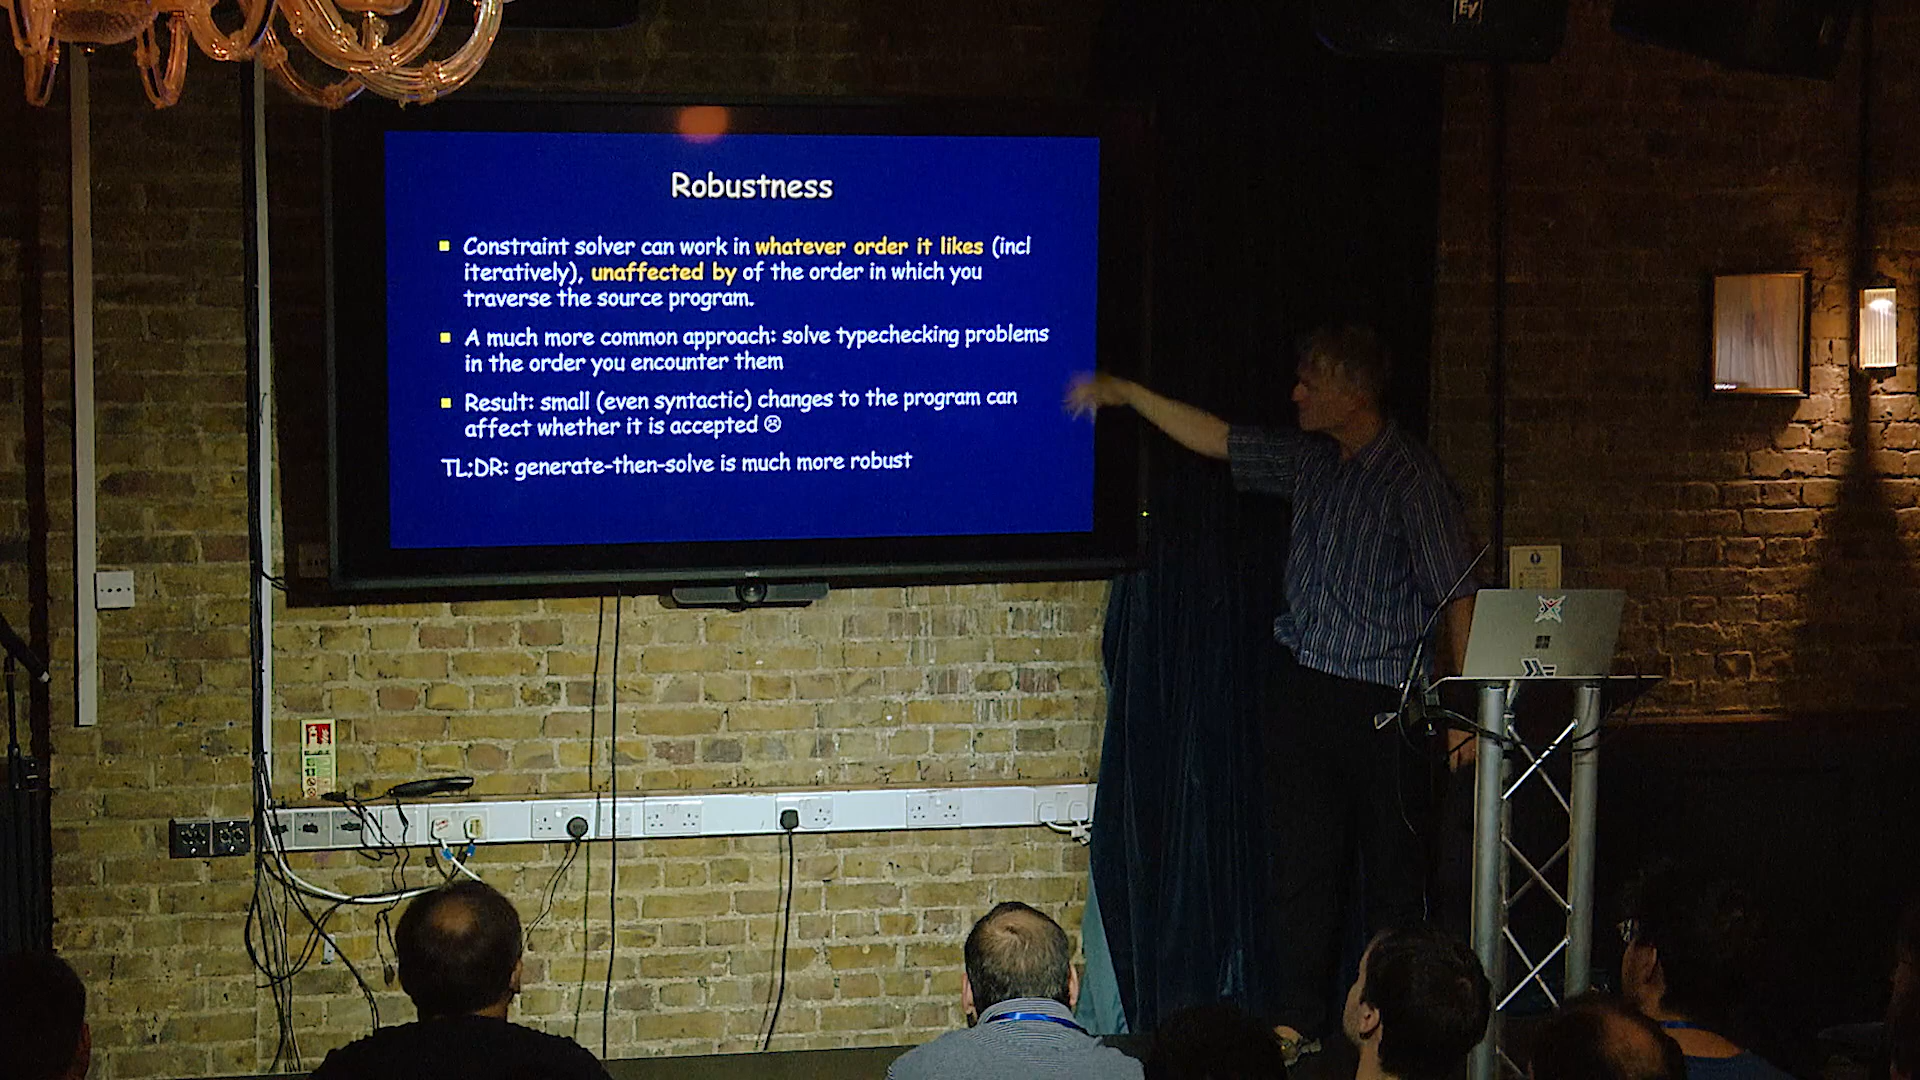 EV
Robustness
Constraint solver can work in whatever order it likes (incl
iteratively), unaffected by of the order in which you
traverse the source program.
A much more common approach: solve typechecking problems
in the order you encounter them
Result: small (even syntactic) changes to the program can
affect whether it is accepted ☹
TL;DR: generate-then-solve is much more robust